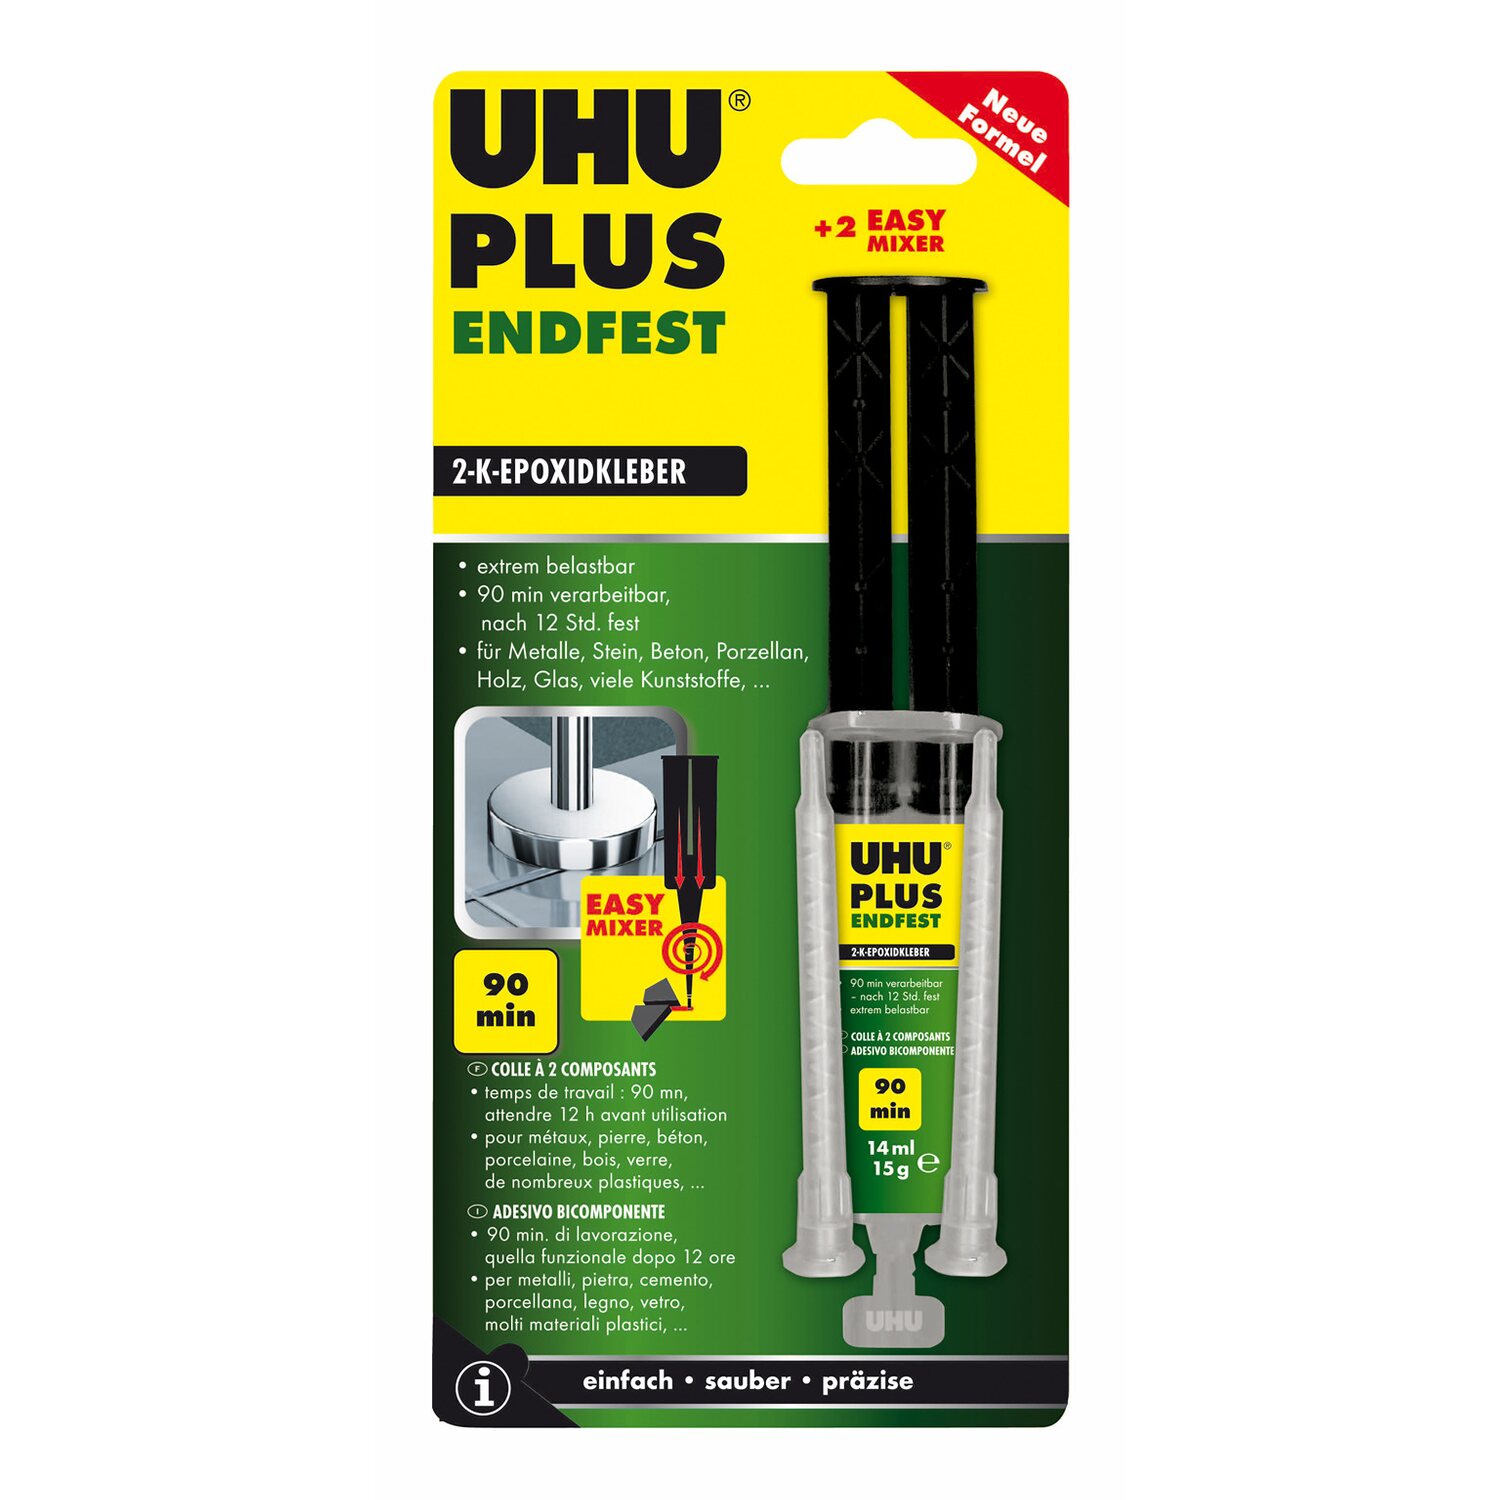 UHU®
PLUS
ENDFEST
Neue
Formel
+2 EASY
MIXER
2-K-EPOXIDKLEBER
• extrem belastbar
• 90 min verarbeitbar,
nach 12 Std. fest
• für Metalle, Stein, Beton, Porzellan,
Holz, Glas, viele Kunststoffe, ...
EASY
MIXER
90
min
F COLLE À 2 COMPOSANTS
• temps de travail : 90 mn,
attendre 12 h avant utilisation
• pour métaux, pierre, béton,
porcelaine, bois, verre,
de nombreux plastiques, ...
I ADESIVO BICOMPONENTE
• 90 min. di lavorazione,
quella funzionale dopo 12 ore
• per metalli, pietra, cemento,
porcellana, legno, vetro,
molti materiali plastici, ...
UHU®
PLUS
ENDFEST
2-K-EPOXIDKLEBER
90 min verarbeitbar
– nach 12 Std. fest
extrem belastbar
COLLE À 2 COMPOSANTS
ADESIVO BICOMPONENTE
90
min
14 ml
15 g ℮
UHU
i
einfach • sauber • präzise